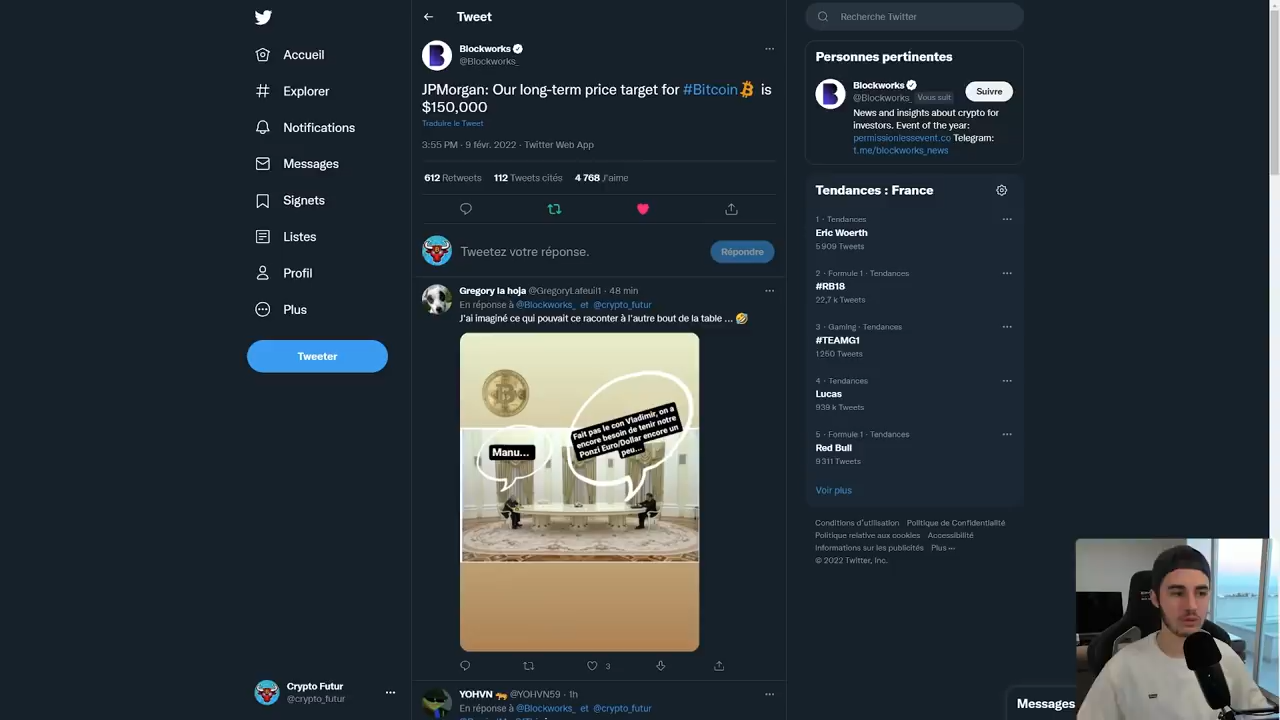 Accueil
Explorer
Notifications
Messages
Signets
Listes
Profil
Plus
Tweeter
Crypto Futur
@crypto_futur
Tweet
Blockworks
@Blockworks_
JPMorgan: Our long-term price target for #Bitcoin is
$150,000
Traduire le Tweet
3:55 PM · 9 févr. 2022 · Twitter Web App
612 Retweets 112 Tweets cités 4 768 J'aime
Tweetez votre réponse.
Répondre
Gregory la hoja @GregoryLafeuil1 · 48 min
En réponse à @Blockworks_ et @crypto_futur
J'ai imaginé ce qui pouvait ce raconter à l'autre bout de la table ...
Manu...
Fait pas le con Vladimir, on a
encore besoin de tenir notre
Ponzi Euro/Dollar encore un
peu...
3
YOHVN @YOHVN59 · 1h
En réponse à @Blockworks_ et @crypto_futur
Recherche Twitter
Personnes pertinentes
Blockworks
@Blockworks_ Vous suit
Suivre
News and insights about crypto for
investors. Event of the year:
permissionlessevent.co Telegram:
t.me/blockworks_news
Tendances : France
1 · Tendances
Eric Woerth
5 909 Tweets
2 · Formule 1 · Tendances
#RB18
22,7 k Tweets
3 · Gaming · Tendances
#TEAMG1
1 250 Tweets
4 · Tendances
Lucas
939 k Tweets
5 · Formule 1 · Tendances
Red Bull
9 311 Tweets
Voir plus
Conditions d'utilisation Politique de Confidentialité
Politique relative aux cookies Accessibilité
Informations sur les publicités Plus ···
© 2022 Twitter, Inc.
Messages